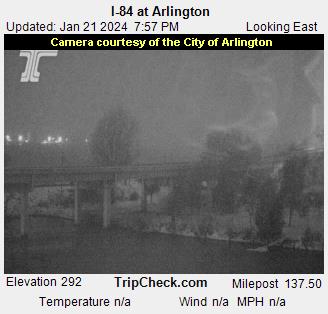 I-84 at Arlington
Updated: Jan 21 2024 7:57 PM Looking East
Camera courtesy of the City of Arlington
Elevation 292 TripCheck.com Milepost 137.50
Temperature n/a Wind n/a MPH n/a